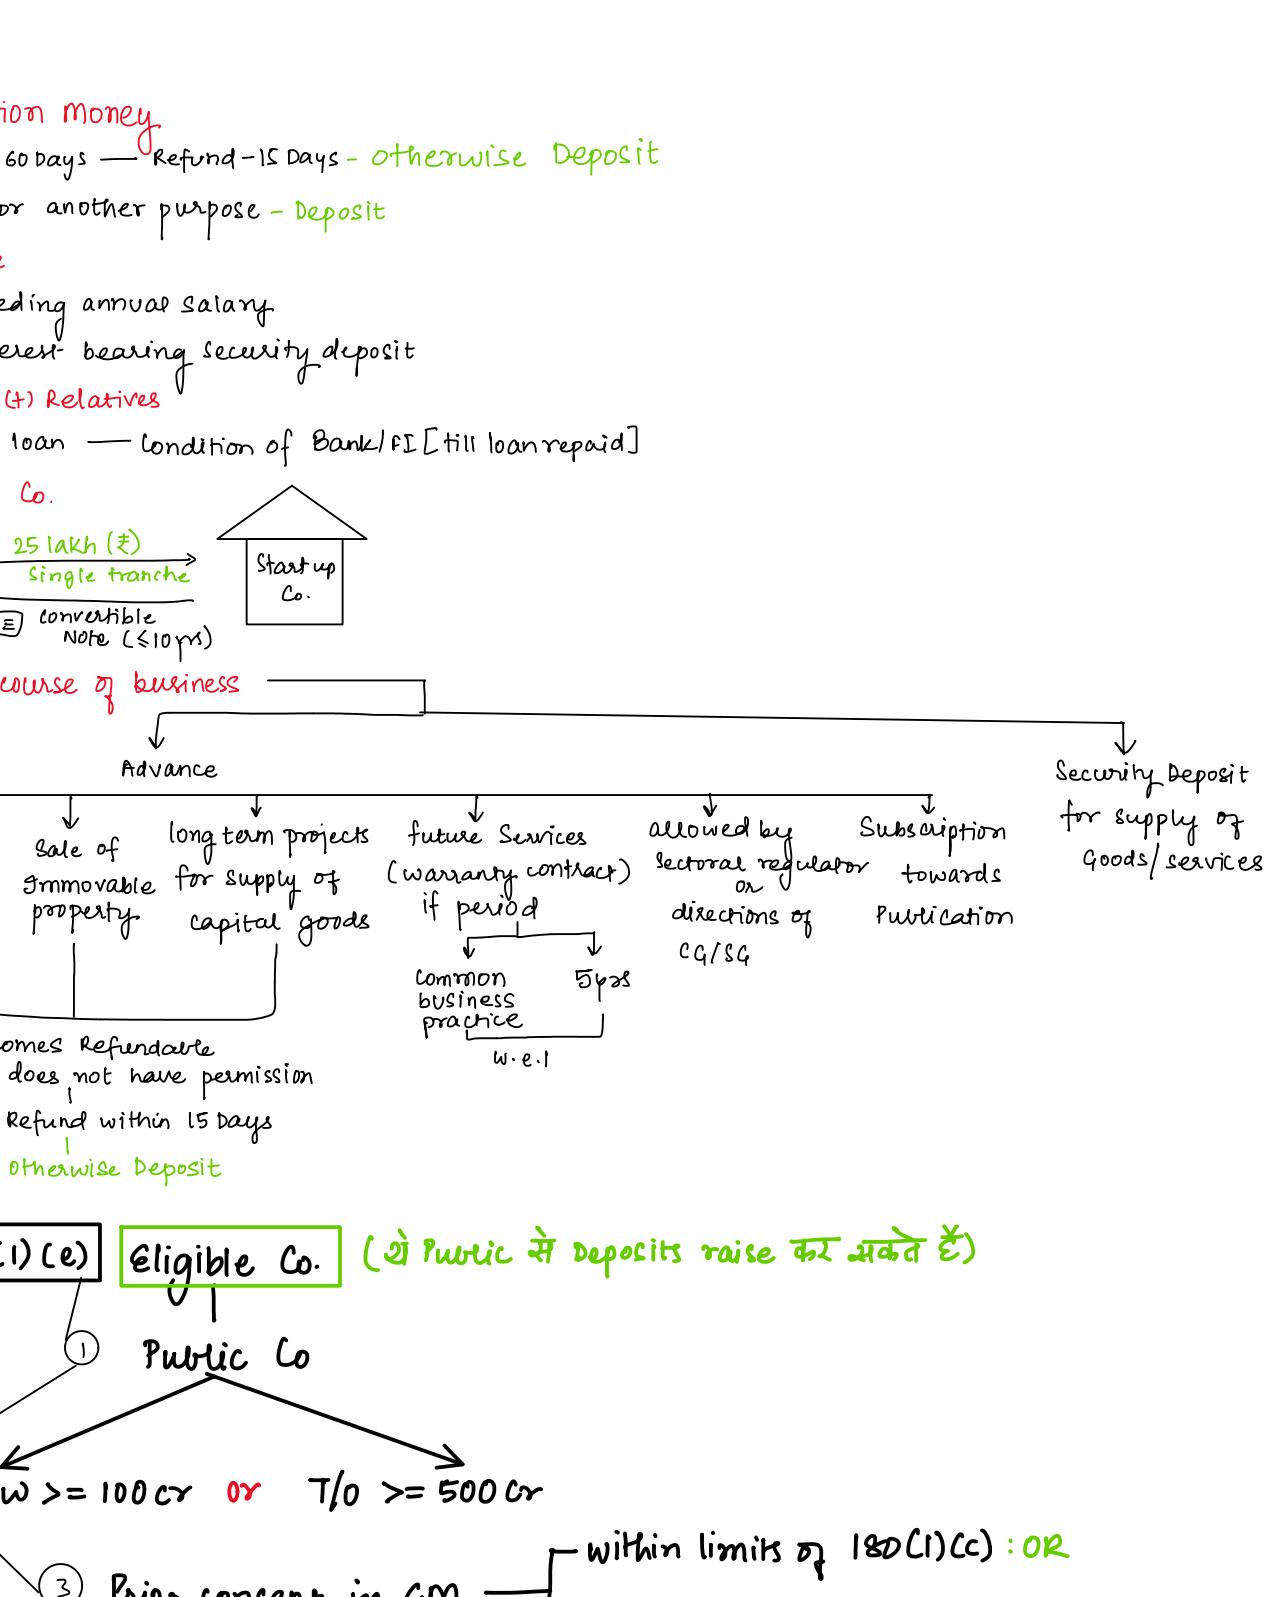 ion money
60 Days — Refund - 15 Days - otherwise Deposit
or another purpose - Deposit
e
eding annual salary
erest- bearing security deposit
(+) Relatives
loan — Condition of Bank/FI [till loan repaid]
Co.
25 lakh (₹)
single tranche
Startup
Co.
convertible
Note (≤10 yrs)
course of business
Advance
Security Deposit
for supply of
Goods/services
Sale of
Immovable
property
long term projects
for supply of
capital goods
future Services
(warranty contract)
if period
common
business
practice
5 yrs
w.e.l
allowed by
sectoral regulator
or
directions of
CG/SG
Subscription
towards
Publication
omes Refundable
does not have permission
Refund within 15 Days
otherwise Deposit
(1)(e) Eligible Co. (ये Public से Deposits raise कर सकते हैं)
1
Public Co
w >= 100 cr or T/O >= 500 cr
within limits of 180(1)(c) : OR
3